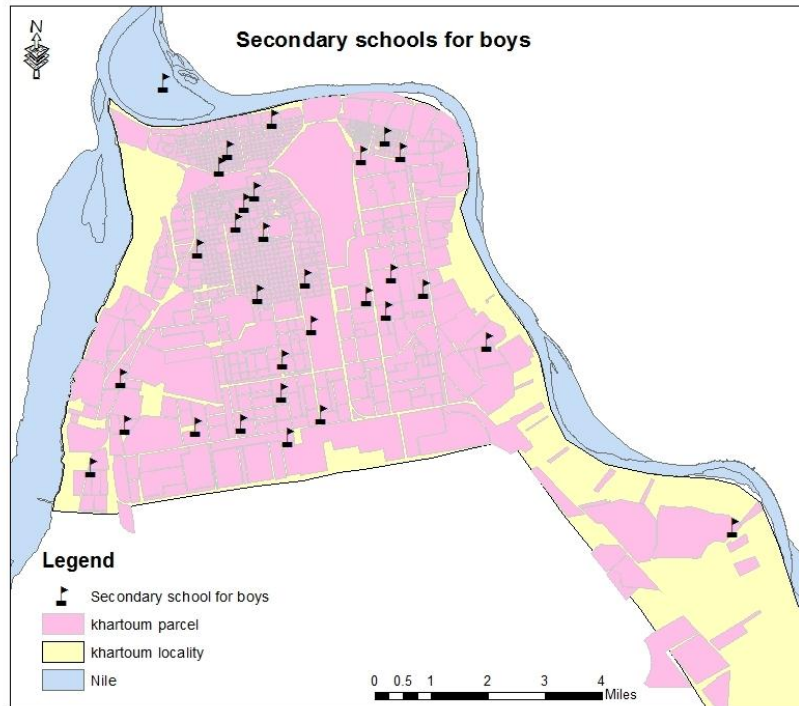 N
Secondary schools for boys
Legend
Secondary school for boys
khartoum parcel
khartoum locality
Nile
0 0.5 1 2 3 4
Miles